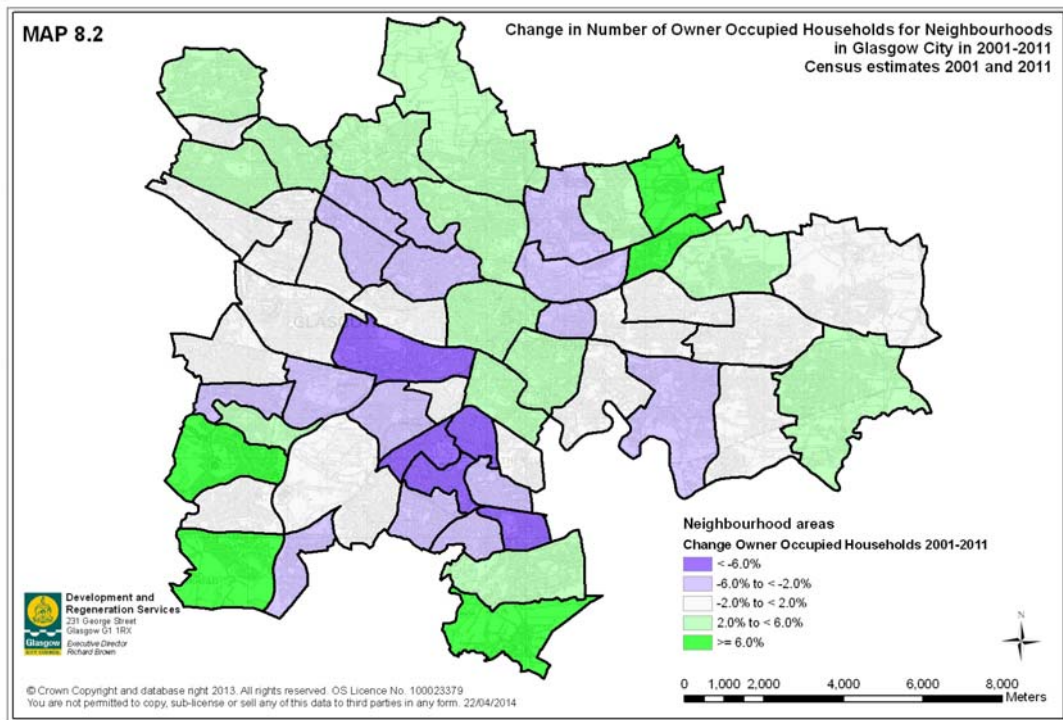 MAP 8.2
Change in Number of Owner Occupied Households for Neighbourhoods
in Glasgow City in 2001-2011
Census estimates 2001 and 2011
Neighbourhood areas
Change Owner Occupied Households 2001-2011
< -6.0%
-6.0% to < -2.0%
-2.0% to < 2.0%
2.0% to < 6.0%
>= 6.0%
Development and
Regeneration Services
231 George Street
Glasgow G1 1RX
Executive Director
Richard Brown
Glasgow
CITY COUNCIL
N
0 1,000 2,000 4,000 6,000 8,000
Meters
© Crown Copyright and database right 2013. All rights reserved. OS Licence No. 100023379
You are not permitted to copy, sub-license or sell any of this data to third parties in any form. 22/04/2014